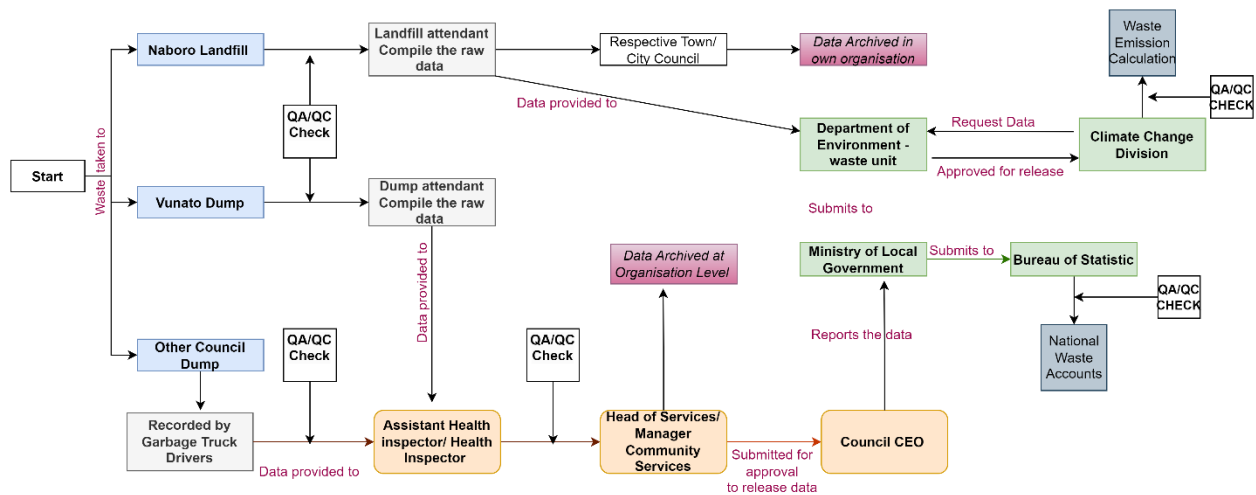 Start
Waste taken to
Naboro Landfill
Vunato Dump
Other Council
Dump
QA/QC
Check
Landfill attendant
Compile the raw
data
Respective Town/
City Council
Data Archived in
own organisation
Data provided to
Department of
Environment -
waste unit
Request Data
Approved for release
Climate Change
Division
Waste
Emission
Calculation
QA/QC
CHECK
Dump attendant
Compile the raw
data
Data provided to
Submits to
Data Archived at
Organisation Level
Ministry of Local
Government
Submits to
Bureau of Statistic
QA/QC
CHECK
National
Waste
Accounts
Reports the data
Recorded by
Garbage Truck
Drivers
QA/QC
Check
Data provided to
Assistant Health
inspector/ Health
Inspector
QA/QC
Check
Head of Services/
Manager
Community
Services
Submitted for
approval
to release data
Council CEO